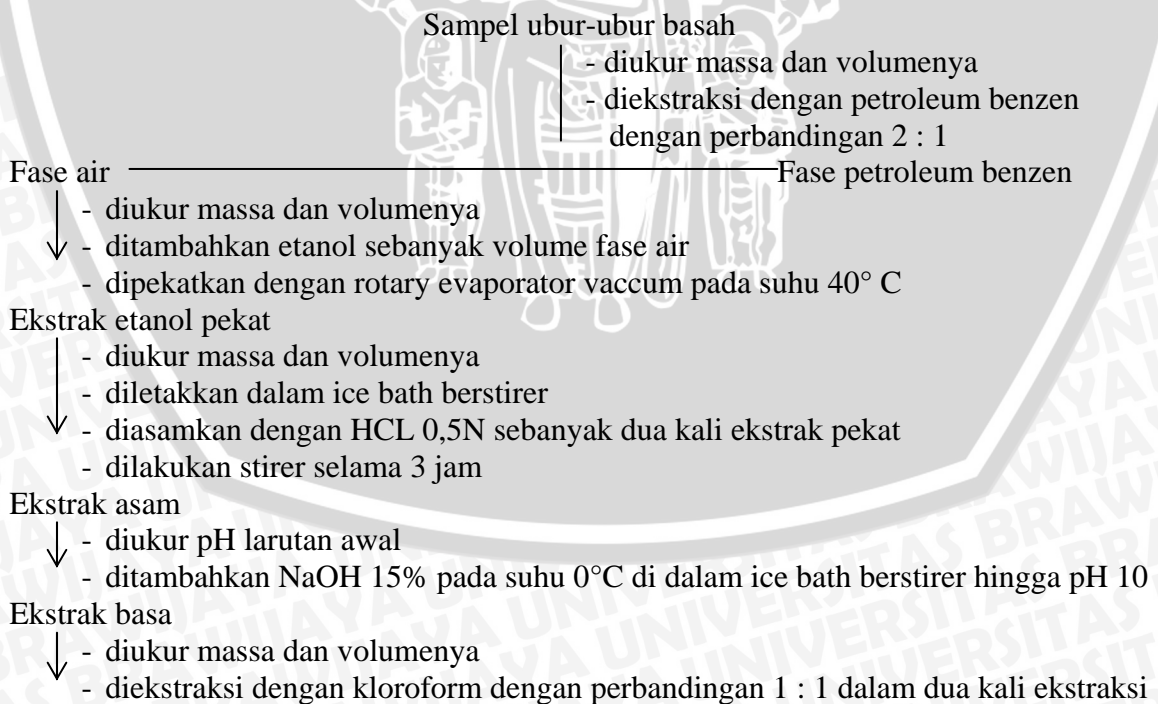 Sampel ubur-ubur basah
- diukur massa dan volumenya
- diekstraksi dengan petroleum benzen
dengan perbandingan 2 : 1
Fase air Fase petroleum benzen
- diukur massa dan volumenya
- ditambahkan etanol sebanyak volume fase air
- dipekatkan dengan rotary evaporator vaccum pada suhu 40° C
Ekstrak etanol pekat
- diukur massa dan volumenya
- diletakkan dalam ice bath berstirer
- diasamkan dengan HCL 0,5N sebanyak dua kali ekstrak pekat
- dilakukan stirer selama 3 jam
Ekstrak asam
- diukur pH larutan awal
- ditambahkan NaOH 15% pada suhu 0°C di dalam ice bath berstirer hingga pH 10
Ekstrak basa
- diukur massa dan volumenya
- diekstraksi dengan kloroform dengan perbandingan 1 : 1 dalam dua kali ekstraksi